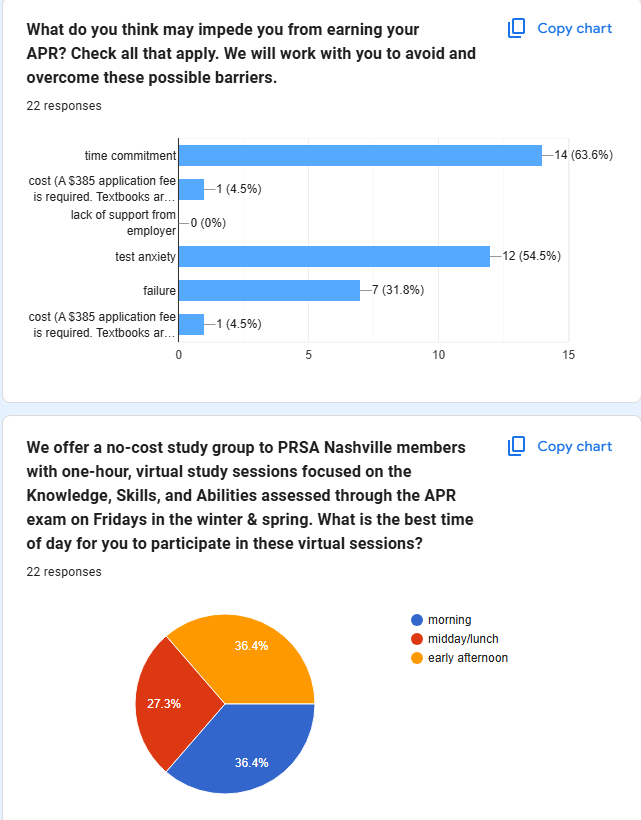 What do you think may impede you from earning your
APR? Check all that apply. We will work with you to avoid and
overcome these possible barriers.
Copy chart
22 responses
time commitment
14 (63.6%)
cost (A $385 application fee
is required. Textbooks ar...
1 (4.5%)
lack of support from
employer
0 (0%)
test anxiety
12 (54.5%)
failure
7 (31.8%)
cost (A $385 application fee
is required. Textbooks ar...
1 (4.5%)
0 5 10 15
We offer a no-cost study group to PRSA Nashville members
with one-hour, virtual study sessions focused on the
Knowledge, Skills, and Abilities assessed through the APR
exam on Fridays in the winter & spring. What is the best time
of day for you to participate in these virtual sessions?
Copy chart
22 responses
morning
midday/lunch
early afternoon
36.4%
27.3%
36.4%